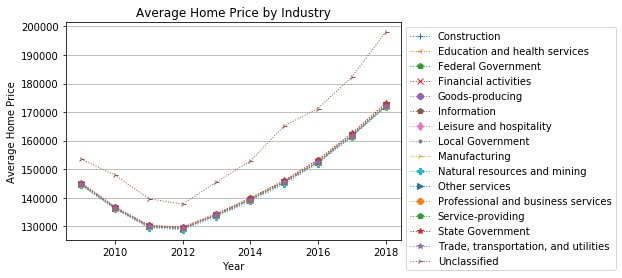 Average Home Price by Industry
200000
190000
180000
170000
160000
150000
140000
130000
Average Home Price
2010
2012
2014
2016
2018
Year
Construction
Education and health services
Federal Government
Financial activities
Goods-producing
Information
Leisure and hospitality
Local Government
Manufacturing
Natural resources and mining
Other services
Professional and business services
Service-providing
State Government
Trade, transportation, and utilities
Unclassified